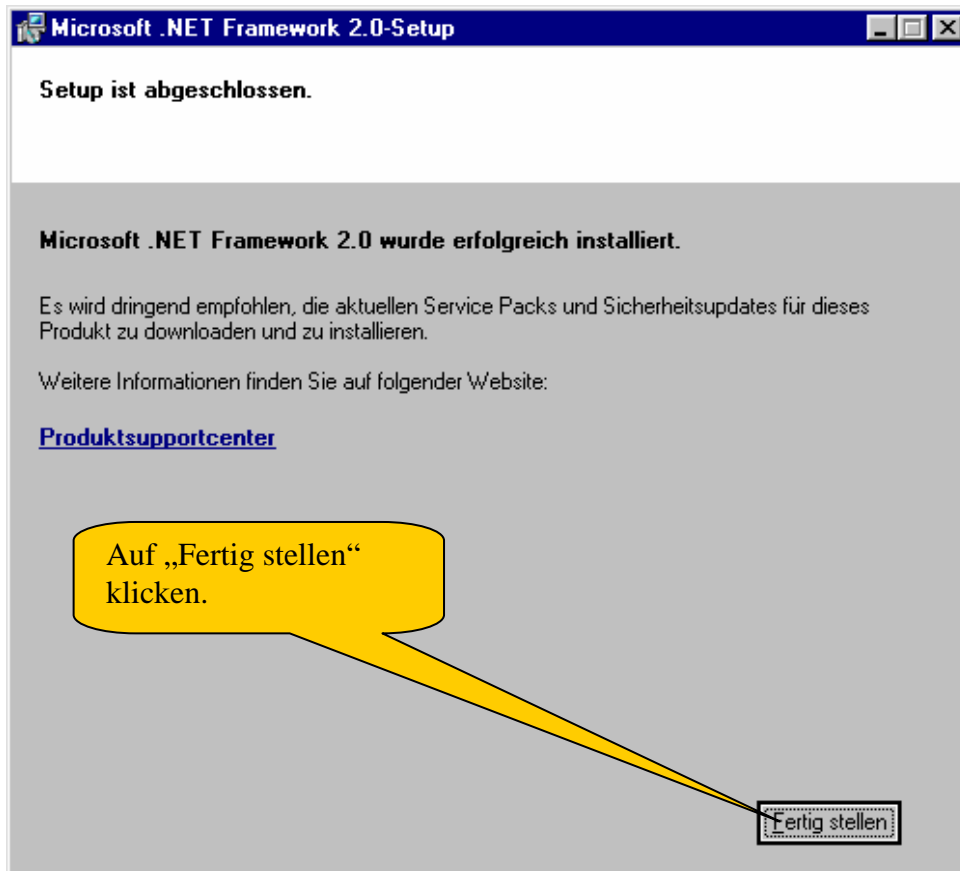 Microsoft .NET Framework 2.0-Setup
Setup ist abgeschlossen.
Microsoft .NET Framework 2.0 wurde erfolgreich installiert.
Es wird dringend empfohlen, die aktuellen Service Packs und Sicherheitsupdates für dieses
Produkt zu downloaden und zu installieren.
Weitere Informationen finden Sie auf folgender Website:
Produktsupportcenter
Auf „Fertig stellen“
klicken.
Fertig stellen